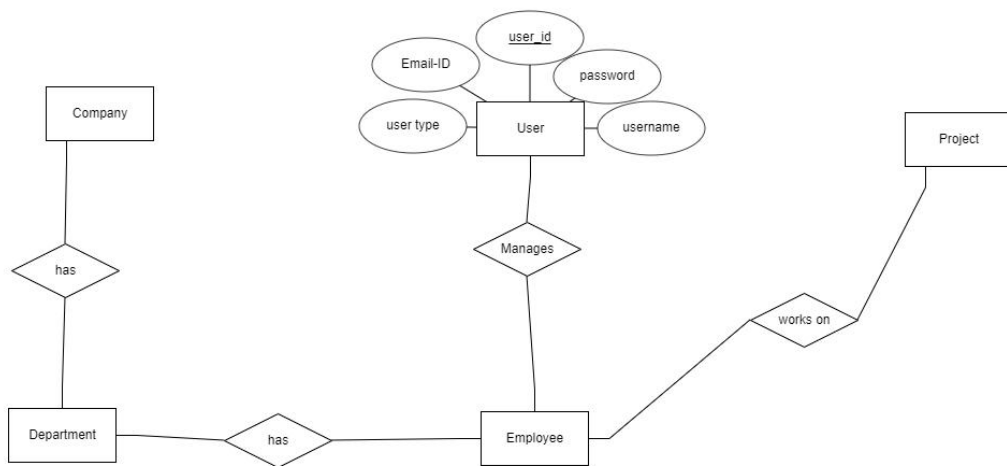 user_id
Email-ID
password
Company
user type
User
username
Project
Manages
has
works on
Department
has
Employee